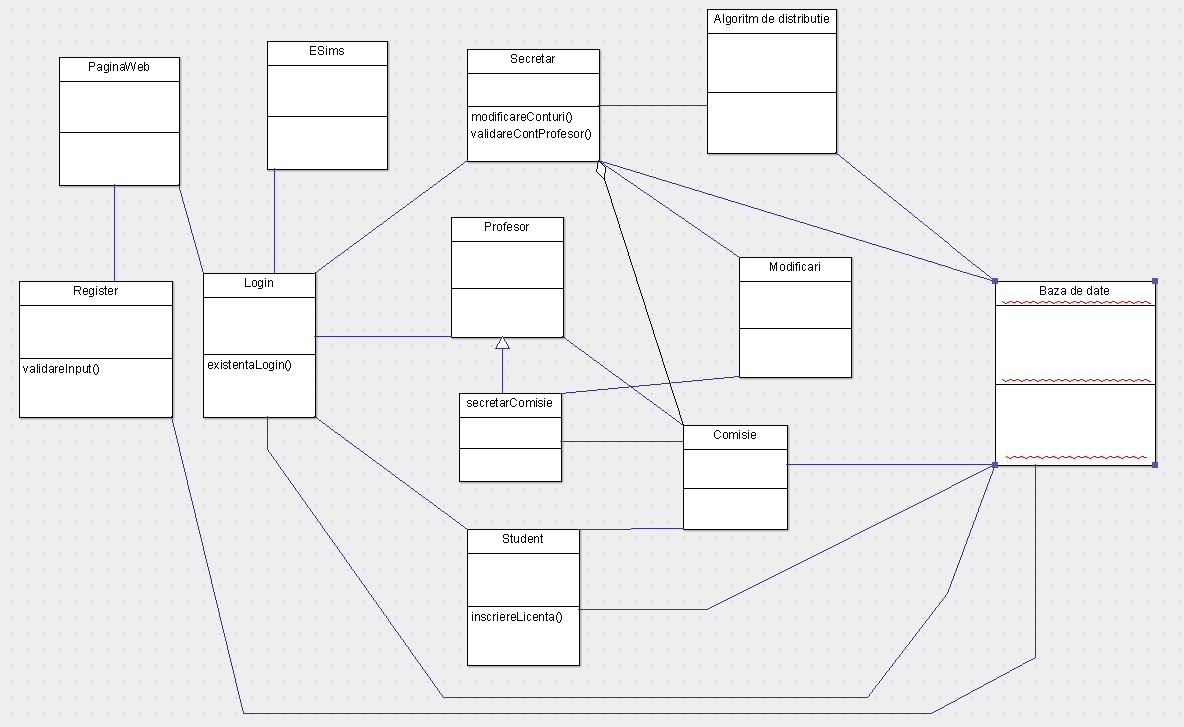 Algoritm de distributie
ESims
Secretar
PaginaWeb
modificareConturi()
validareContProfesor()
Profesor
Modificari
Login
Register
Baza de date
existentaLogin()
validareInput()
secretarComisie
Comisie
Student
inscriereLicenta()